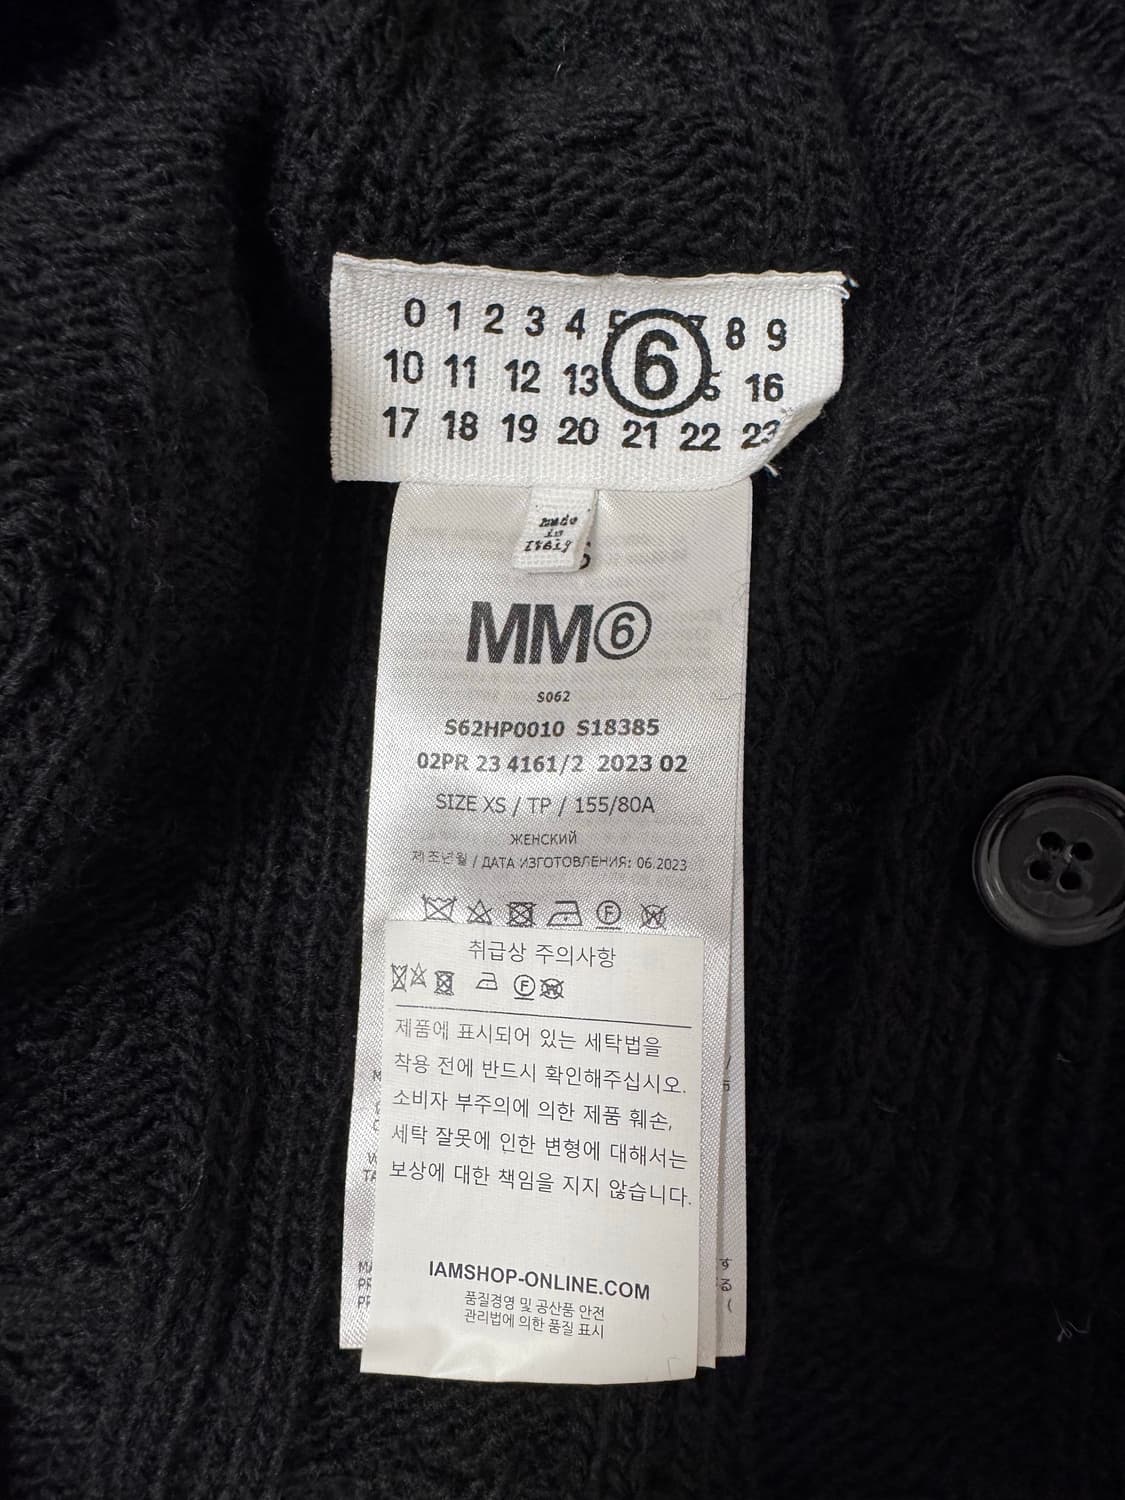 0 1 2 3 4 5 6 7 8 9
10 11 12 13 5 16
17 18 19 20 21 22 23
made
in
Italy
MM6
S062
S62HP0010 S18385
02PR 23 4161/2 2023 02
SIZE XS / TP / 155/80A
ЖЕНСКИЙ
제조년월 / ДАТА ИЗГОТОВЛЕНИЯ: 06.2023
취급상 주의사항
제품에 표시되어 있는 세탁법을
착용 전에 반드시 확인해주십시오.
소비자 부주의에 의한 제품 훼손,
세탁 잘못에 인한 변형에 대해서는
보상에 대한 책임을 지지 않습니다.
IAMSHOP-ONLINE.COM
품질경영 및 공산품 안전
관리법에 의한 품질 표시